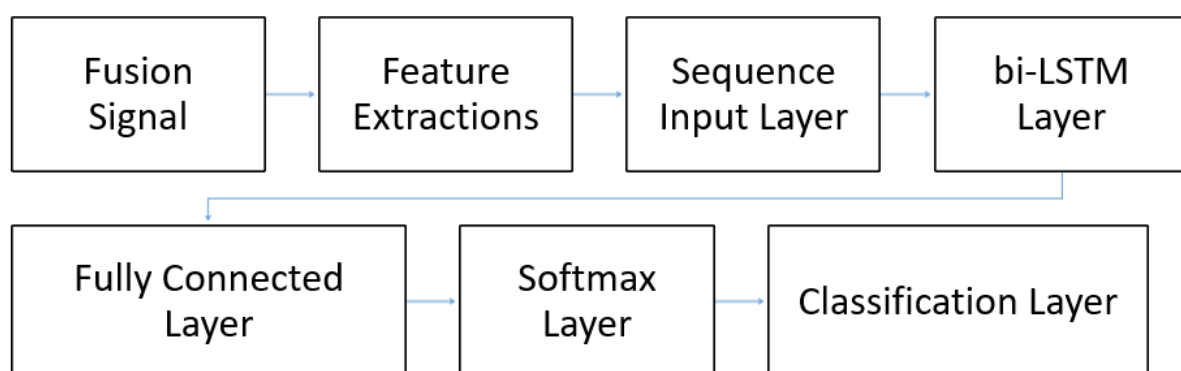 Fusion
Signal
Feature
Extractions
Sequence
Input Layer
bi-LSTM
Layer
Fully Connected
Layer
Softmax
Layer
Classification Layer